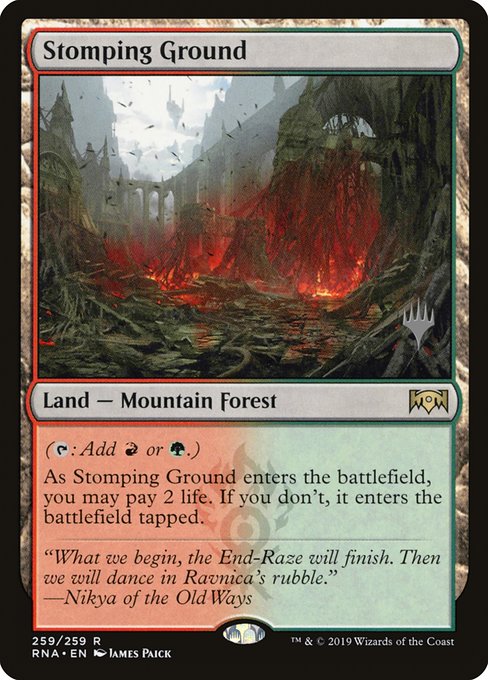 Stomping Ground
Land — Mountain Forest
(: Add or .)
As Stomping Ground enters the battlefield,
you may pay 2 life. If you don't, it enters the
battlefield tapped.
“What we begin, the End-Raze will finish. Then
we will dance in Ravnica's rubble.”
—Nikya of the Old Ways
259/259 R
RNA • EN James Paick
™ & © 2019 Wizards of the Coast